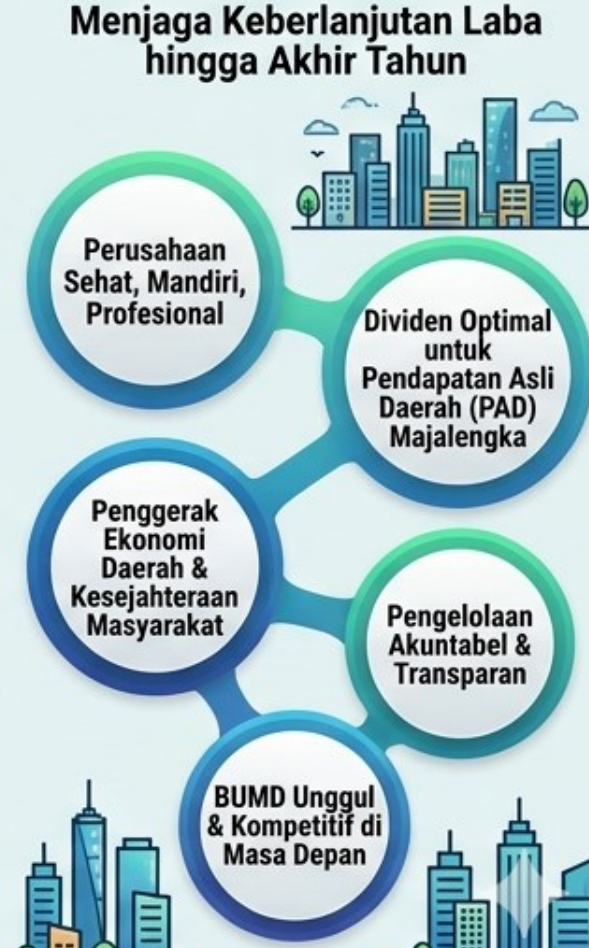 Menjaga Keberlanjutan Laba
hingga Akhir Tahun
Perusahaan
Sehat, Mandiri,
Profesional
Dividen Optimal
untuk
Pendapatan Asli
Daerah (PAD)
Majalengka
Penggerak
Ekonomi
Daerah &
Kesejahteraan
Masyarakat
Pengelolaan
Akuntabel &
Transparan
BUMD Unggul
& Kompetitif di
Masa Depan